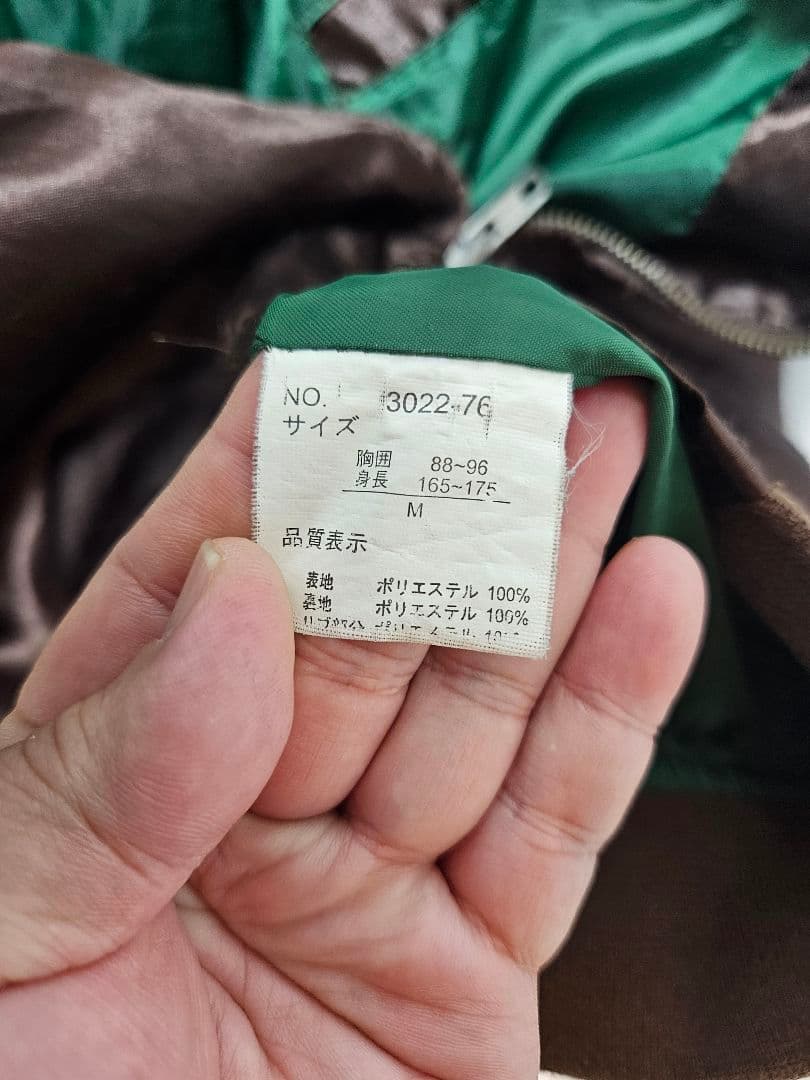 NO. 3022-76
サイズ
胸囲 88~96
身長 165~175
M
品質表示
表地 ポリエステル 100%
裏地 ポリエステル 100%